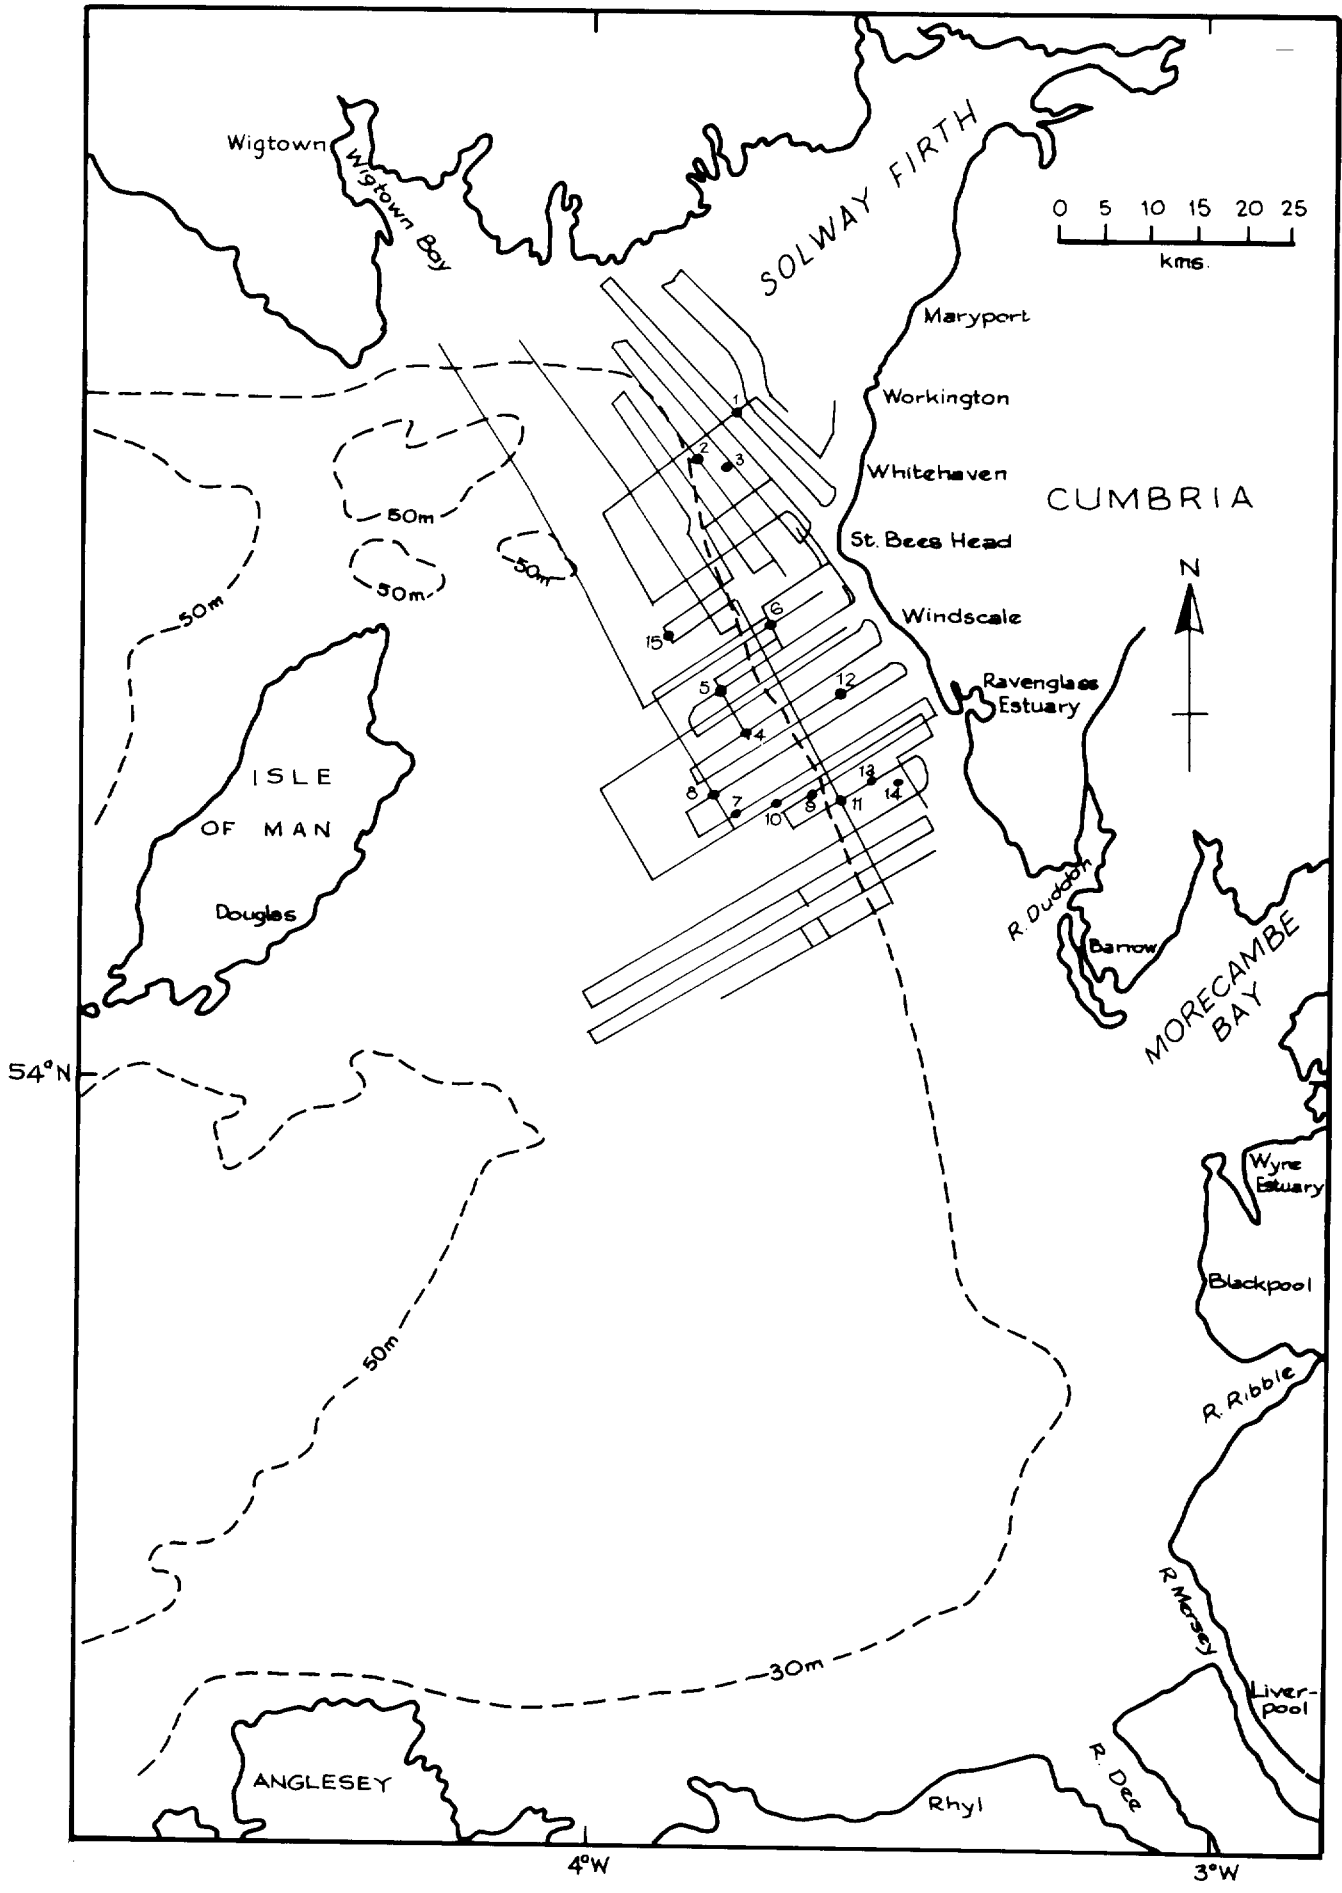 Wigtown
Wigtown Bay
SOLWAY FIRTH
0 5 10 15 20 25
kms.
Maryport
Workington
Whitehaven
CUMBRIA
St. Bees Head
N
Windscale
Ravenglass
Estuary
1
2
3
50m
50m
50m
50m
15
6
5
12
4
8
7
10
9
11
13
14
ISLE
OF MAN
Douglas
R. Duddon
Barrow
MORECAMBE
BAY
54°N
Wyre
Estuary
Blackpool
50m
R. Ribble
R Mersey
30m
Liver-
pool
ANGLESEY
R. Dee
Rhyl
4°W
3°W